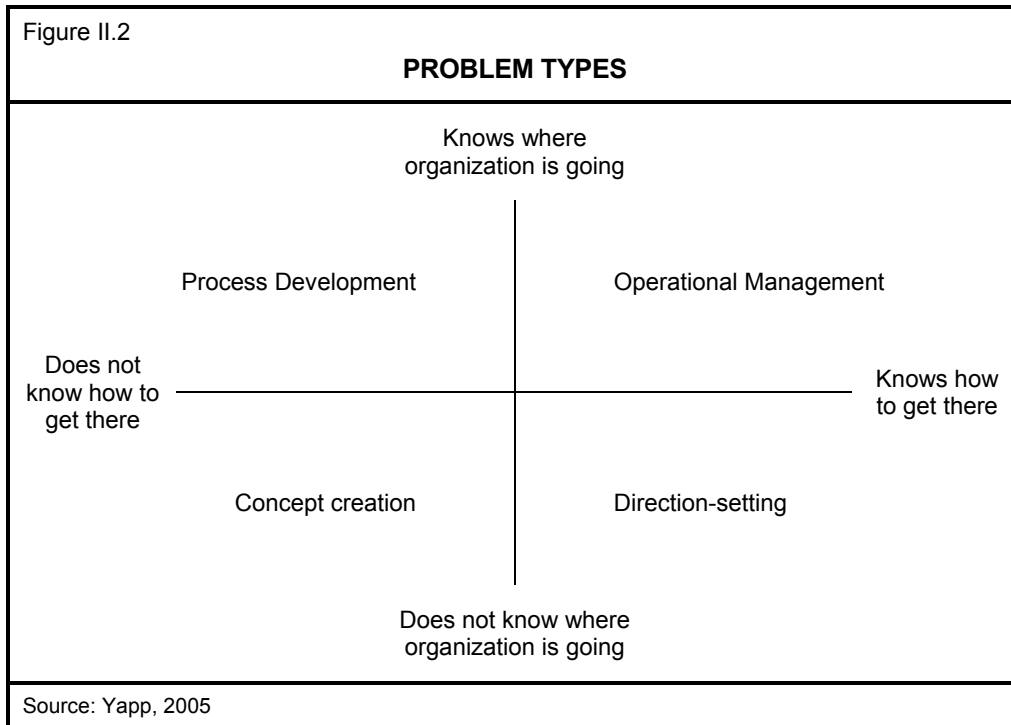 Figure II.2
PROBLEM TYPES
Knows where
organization is going
Process Development
Operational Management
Does not
know how to
get there
Knows how
to get there
Concept creation
Direction-setting
Does not know where
organization is going
Source: Yapp, 2005